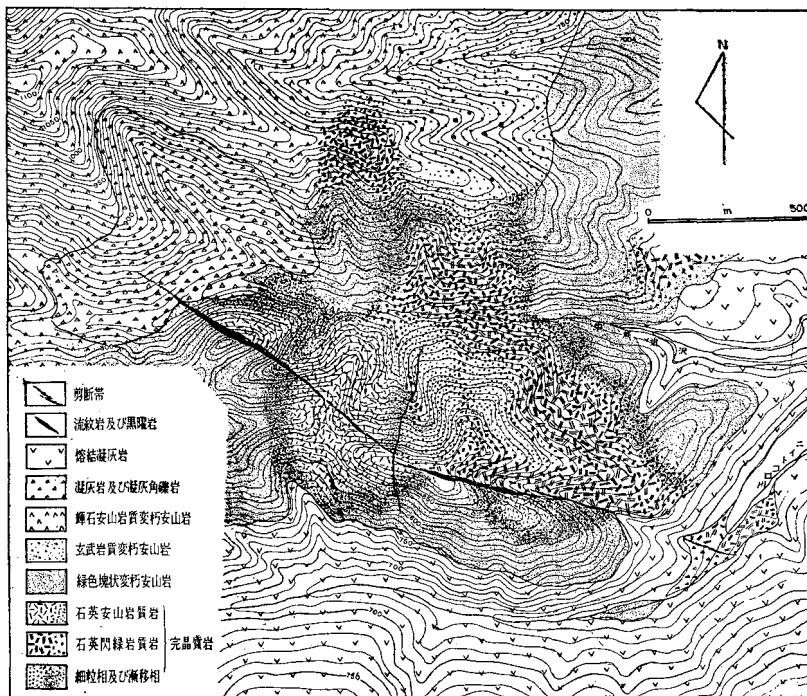 N
0 m 500
剪断帯
流紋岩及び黒曜岩
熔結凝灰岩
凝灰岩及び凝灰角礫岩
輝石安山岩質変朽安山岩
玄武岩質変朽安山岩
緑色塊状変朽安山岩
石英安山岩質岩
石英閃緑岩質岩
完晶質岩
細粒相及び漸移相
700